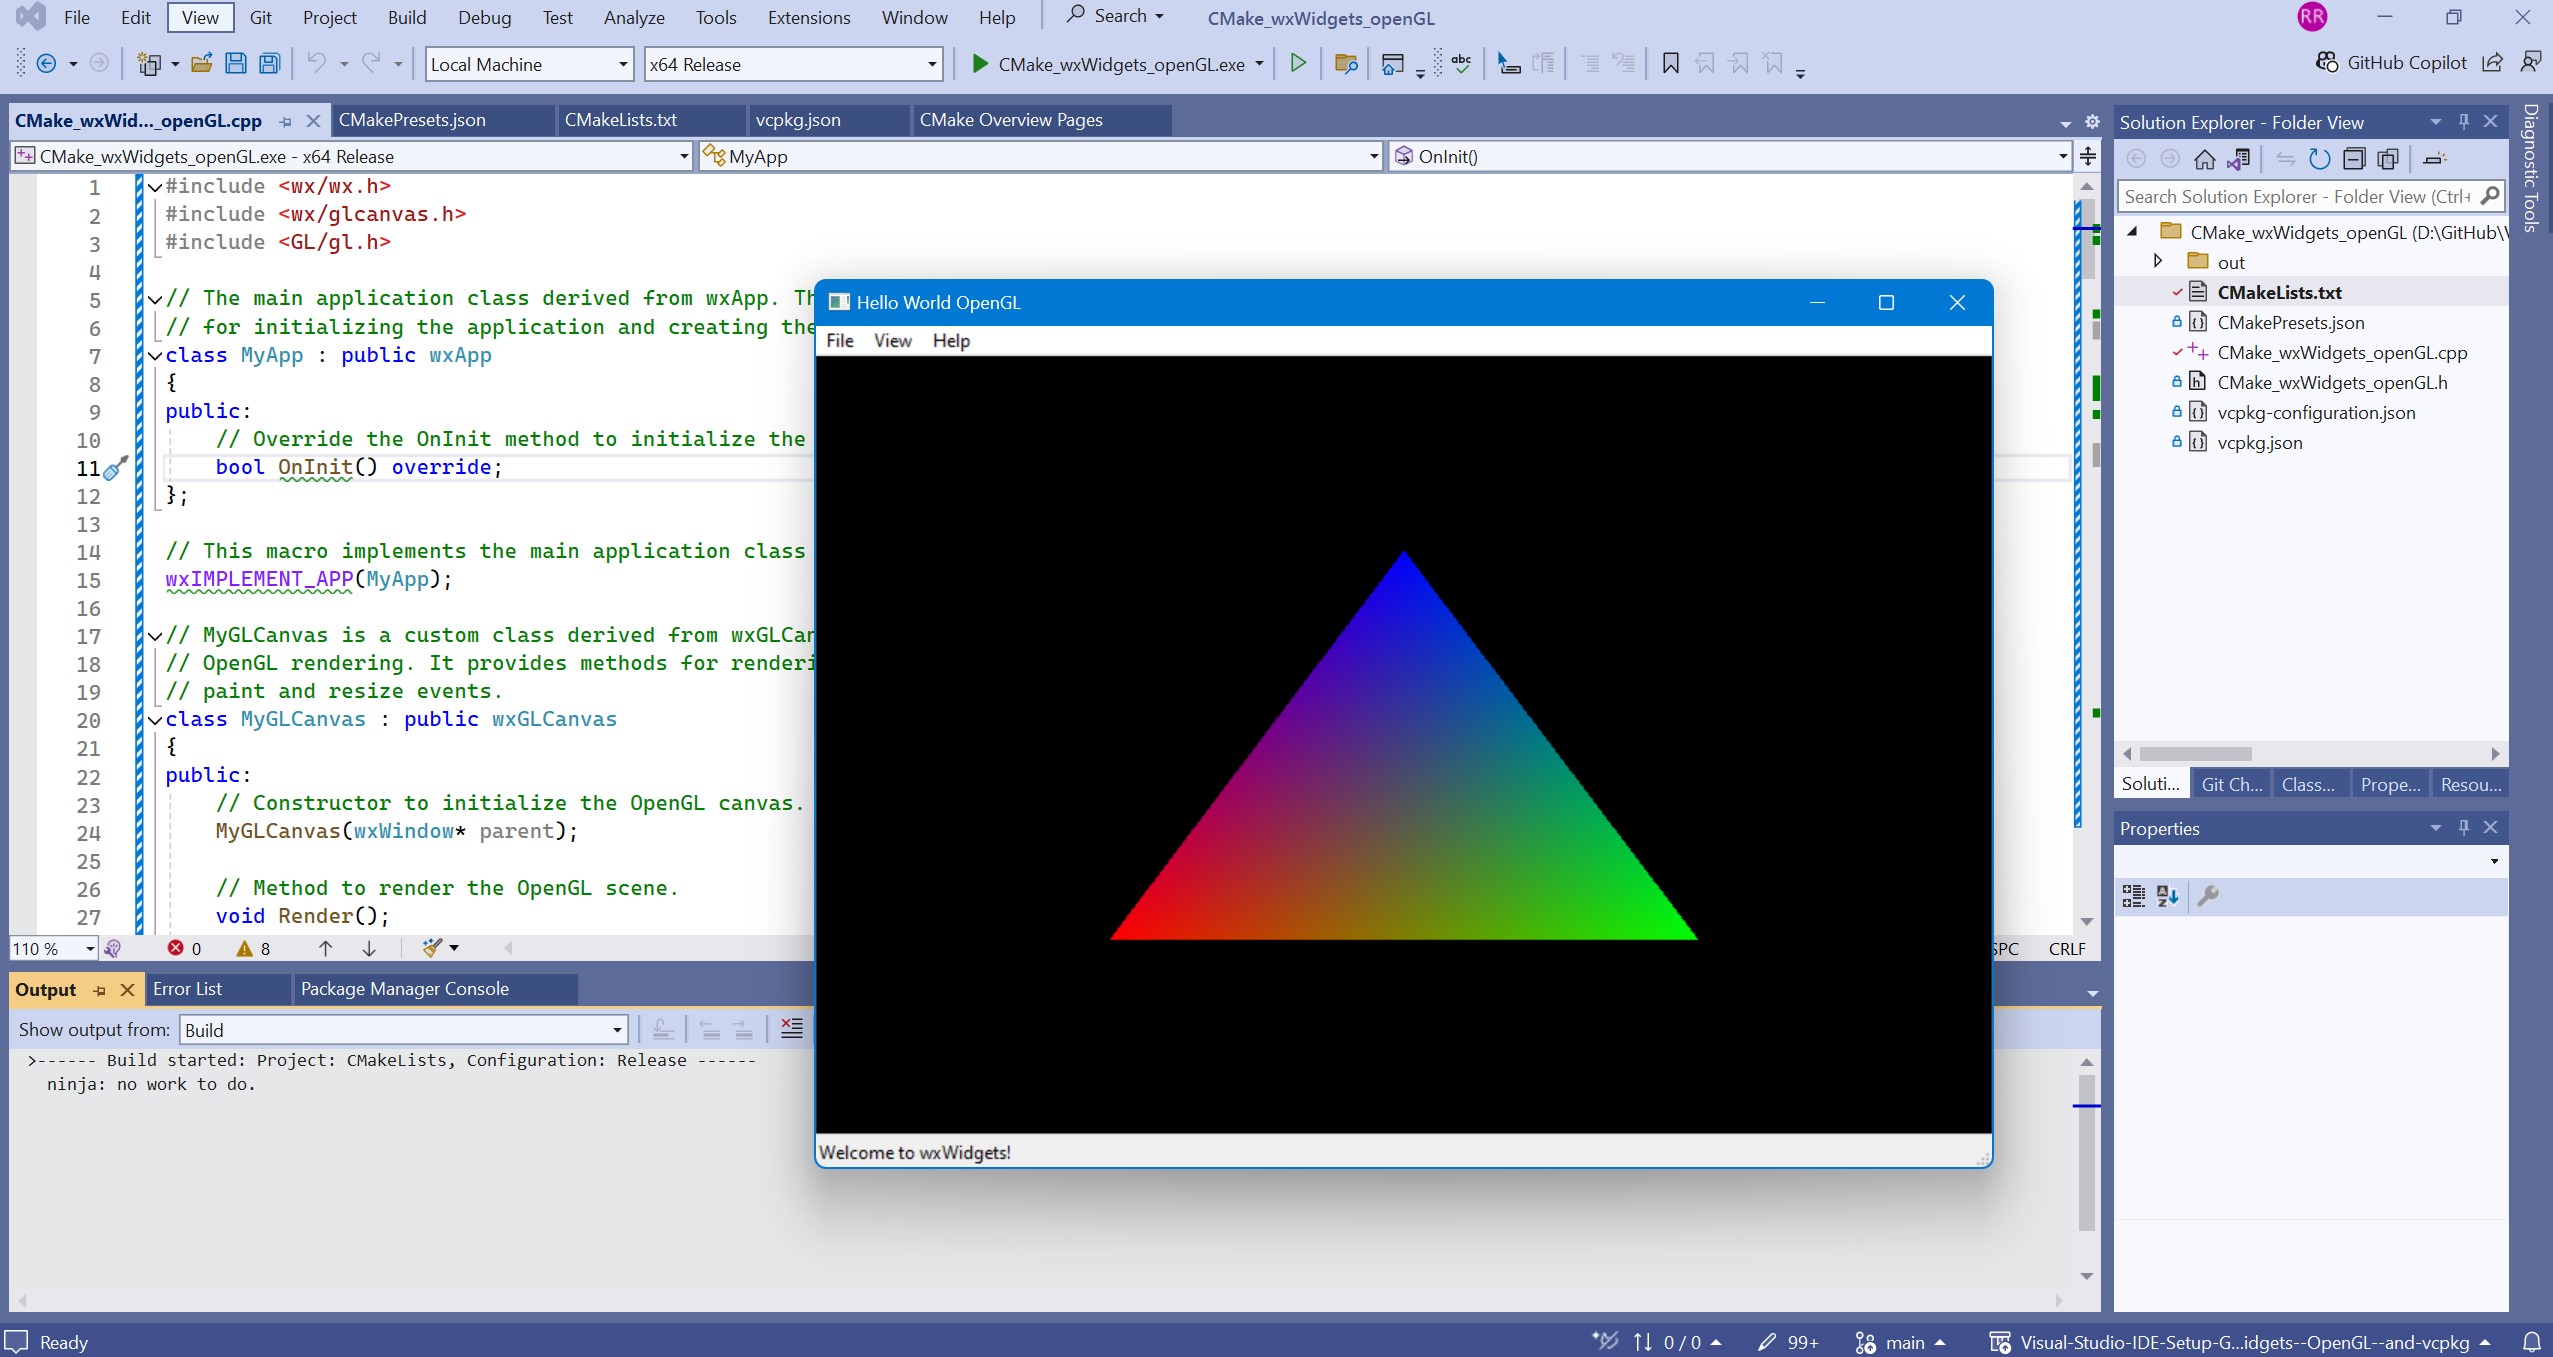 File Edit View Git Project Build Debug Test Analyze Tools Extensions Window Help Search CMake_wxWidgets_openGL RR
Local Machine x64 Release CMake_wxWidgets_openGL.exe abc GitHub Copilot
CMake_wxWid..._openGL.cpp CMakePresets.json CMakeLists.txt vcpkg.json CMake Overview Pages
CMake_wxWidgets_openGL.exe - x64 Release MyApp OnInit()
1 #include <wx/wx.h>
2 #include <wx/glcanvas.h>
3 #include <GL/gl.h>
4
5 // The main application class derived from wxApp. Th
6 // for initializing the application and creating the
7 class MyApp : public wxApp
8 {
9 public:
10 // Override the OnInit method to initialize the
11 bool OnInit() override;
12 };
13
14 // This macro implements the main application class
15 wxIMPLEMENT_APP(MyApp);
16
17 // MyGLCanvas is a custom class derived from wxGLCan
18 // OpenGL rendering. It provides methods for renderi
19 // paint and resize events.
20 class MyGLCanvas : public wxGLCanvas
21 {
22 public:
23 // Constructor to initialize the OpenGL canvas.
24 MyGLCanvas(wxWindow* parent);
25
26 // Method to render the OpenGL scene.
27 void Render();
110 % 0 8 SPC CRLF
Hello World OpenGL
File View Help
Welcome to wxWidgets!
Output Error List Package Manager Console
Show output from: Build
>------ Build started: Project: CMakeLists, Configuration: Release ------
ninja: no work to do.
Solution Explorer - Folder View
Search Solution Explorer - Folder View (Ctrl+
CMake_wxWidgets_openGL (D:\GitHub\V
out
CMakeLists.txt
CMakePresets.json
CMake_wxWidgets_openGL.cpp
CMake_wxWidgets_openGL.h
vcpkg-configuration.json
vcpkg.json
Soluti... Git Ch... Class... Prope... Resou...
Properties
Diagnostic Tools
Ready 0 / 0 99+ main Visual-Studio-IDE-Setup-G...idgets--OpenGL--and-vcpkg